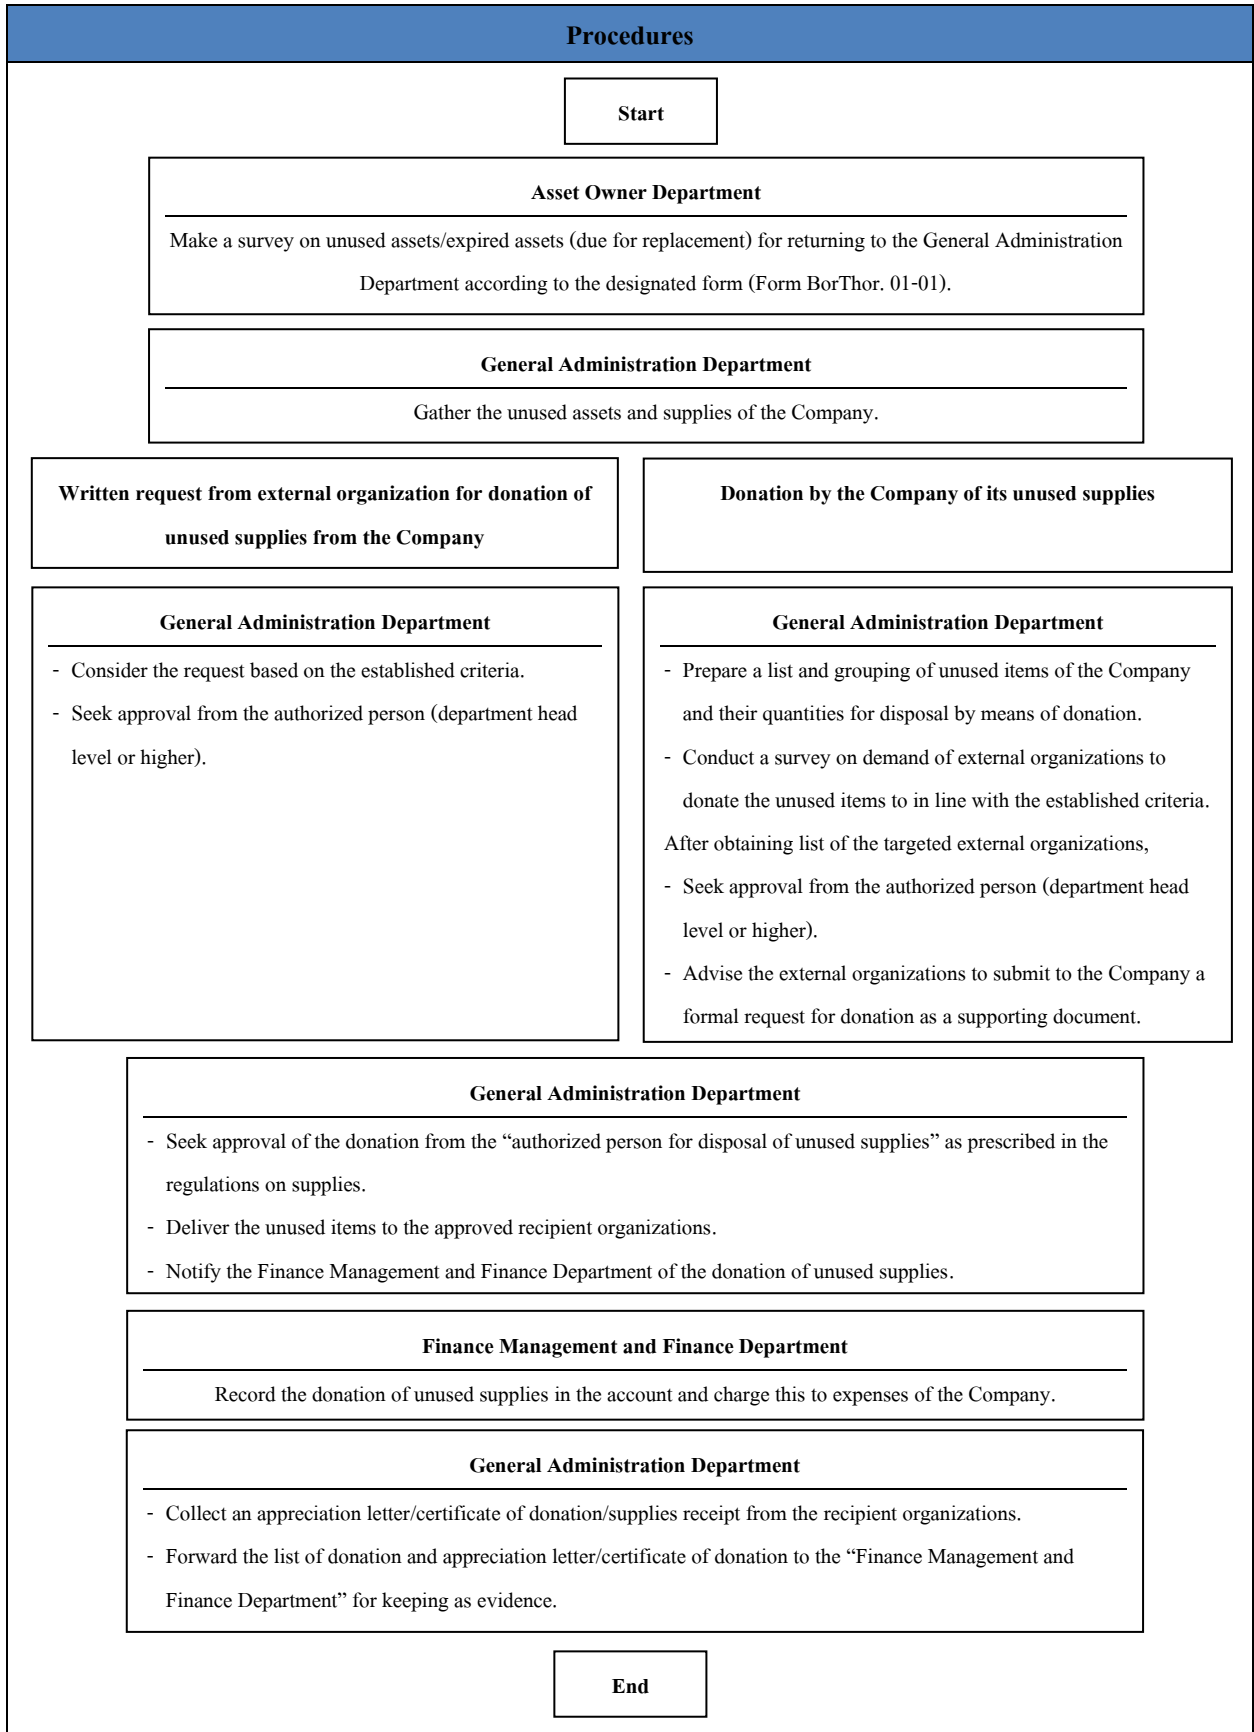 Procedures
Start
Asset Owner Department
Make a survey on unused assets/expired assets (due for replacement) for returning to the General Administration
Department according to the designated form (Form BorThor. 01-01).
General Administration Department
Gather the unused assets and supplies of the Company.
Written request from external organization for donation of
unused supplies from the Company
Donation by the Company of its unused supplies
General Administration Department
- Consider the request based on the established criteria.
- Seek approval from the authorized person (department head
level or higher).
General Administration Department
- Prepare a list and grouping of unused items of the Company
and their quantities for disposal by means of donation.
- Conduct a survey on demand of external organizations to
donate the unused items to in line with the established criteria.
After obtaining list of the targeted external organizations,
- Seek approval from the authorized person (department head
level or higher).
- Advise the external organizations to submit to the Company a
formal request for donation as a supporting document.
General Administration Department
- Seek approval of the donation from the “authorized person for disposal of unused supplies” as prescribed in the
regulations on supplies.
- Deliver the unused items to the approved recipient organizations.
- Notify the Finance Management and Finance Department of the donation of unused supplies.
Finance Management and Finance Department
Record the donation of unused supplies in the account and charge this to expenses of the Company.
General Administration Department
- Collect an appreciation letter/certificate of donation/supplies receipt from the recipient organizations.
- Forward the list of donation and appreciation letter/certificate of donation to the “Finance Management and
Finance Department” for keeping as evidence.
End